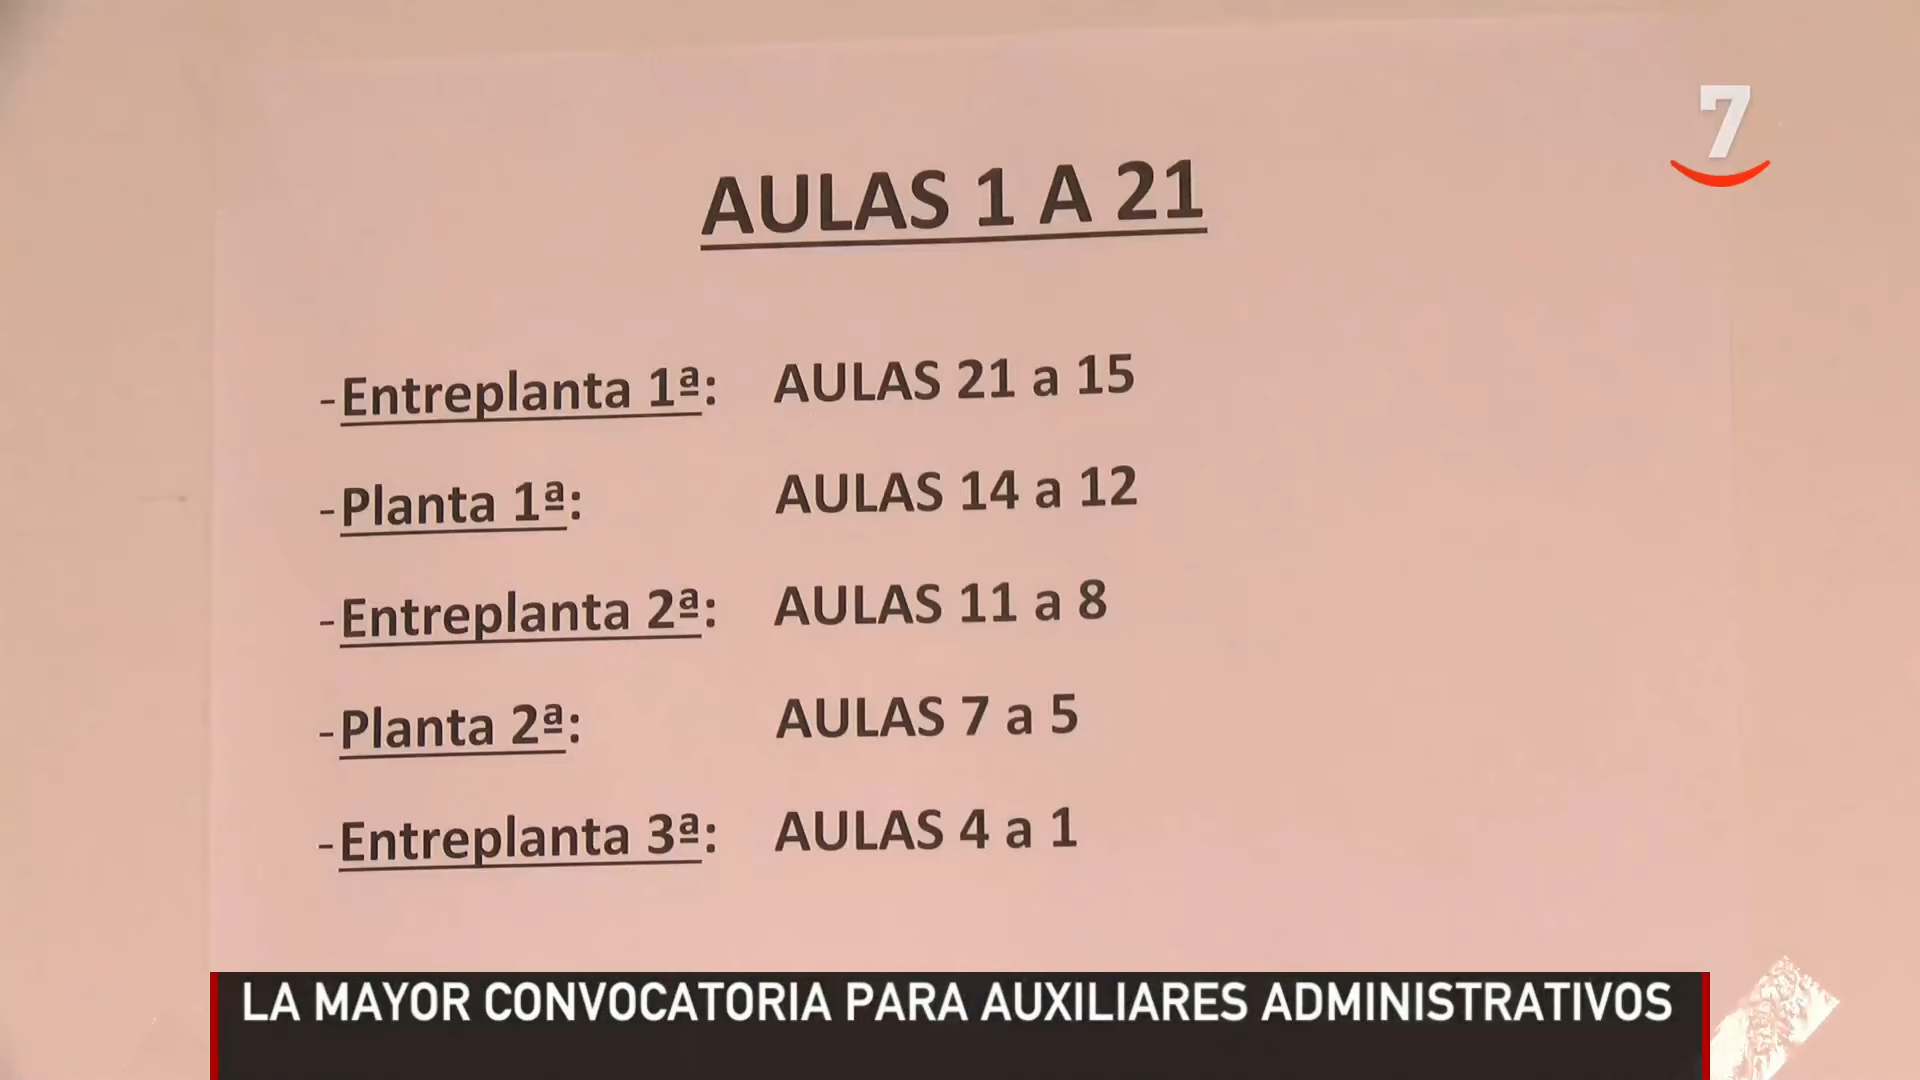 7
AULAS 1 A 21
-Entreplanta 1ª: AULAS 21 a 15
-Planta 1ª: AULAS 14 a 12
-Entreplanta 2ª: AULAS 11 a 8
-Planta 2ª: AULAS 7 a 5
-Entreplanta 3ª: AULAS 4 a 1
LA MAYOR CONVOCATORIA PARA AUXILIARES ADMINISTRATIVOS